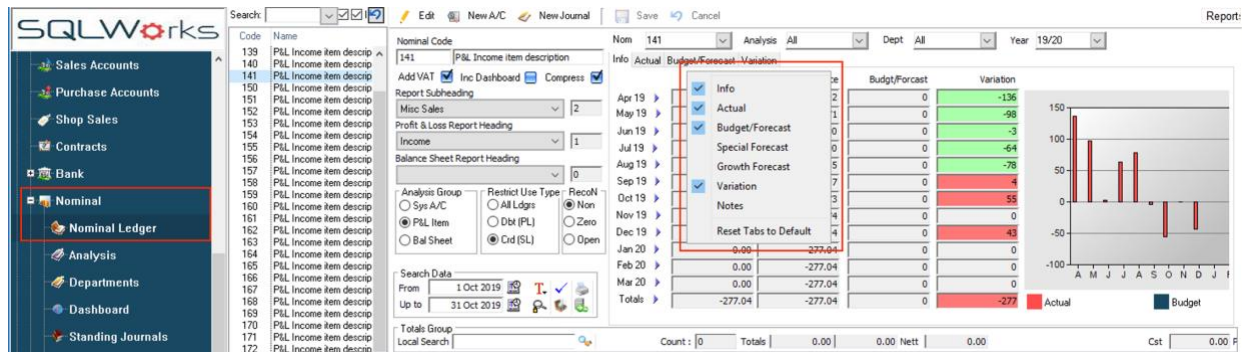 SQLWorks
Sales Accounts
Purchase Accounts
Shop Sales
Contracts
Bank
Nominal
Nominal Ledger
Analysis
Departments
Dashboard
Standing Journals
Search:
Code Name
139 P&L Income item descrip
140 P&L Income item descrip
141 P&L Income item descrip
150 P&L Income item descrip
151 P&L Income item descrip
152 P&L Income item descrip
153 P&L Income item descrip
154 P&L Income item descrip
155 P&L Income item descrip
156 P&L Income item descrip
157 P&L Income item descrip
158 P&L Income item descrip
159 P&L Income item descrip
160 P&L Income item descrip
161 P&L Income item descrip
162 P&L Income item descrip
163 P&L Income item descrip
164 P&L Income item descrip
165 P&L Income item descrip
166 P&L Income item descrip
167 P&L Income item descrip
168 P&L Income item descrip
169 P&L Income item descrip
170 P&L Income item descrip
171 P&L Income item descrip
172 P&L Income item descrip
Edit New A/C New Journal Save Cancel Reports
Nominal Code
141 P&L Income item description
Add VAT Inc Dashboard Compress
Report Subheading
Misc Sales 2
Profit & Loss Report Heading
Income 1
Balance Sheet Report Heading
0
Analysis Group Restrict Use Type RecoN
Sys A/C All Ldgrs Non
P&L Item Dbt (PL) Zero
Bal Sheet Crd (SL) Open
Search Data
From 1 Oct 2019
Up to 31 Oct 2019
Totals Group
Local Search
Nom 141 Analysis All Dept All Year 19/20
Info Actual Budget/Forecast Variation
Info
Actual
Budget/Forecast
Special Forecast
Growth Forecast
Variation
Notes
Reset Tabs to Default
Budgt/Forcast Variation
Apr 19 2 0 -136
May 19 1 0 -98
Jun 19 0 0 -3
Jul 19 0 0 -64
Aug 19 5 0 -78
Sep 19 7 0 4
Oct 19 3 0 55
Nov 19 4 0 0
Dec 19 4 0 43
Jan 20 0.00 -277.04 0 0
Feb 20 0.00 -277.04 0 0
Mar 20 0.00 -277.04 0 0
Totals -277.04 -277.04 0 -277
150
100
50
0
-50
-100
A M J J A S O N D J F
Actual Budget
Count : 0 Totals 0.00 0.00 Nett 0.00 Cst 0.00 P